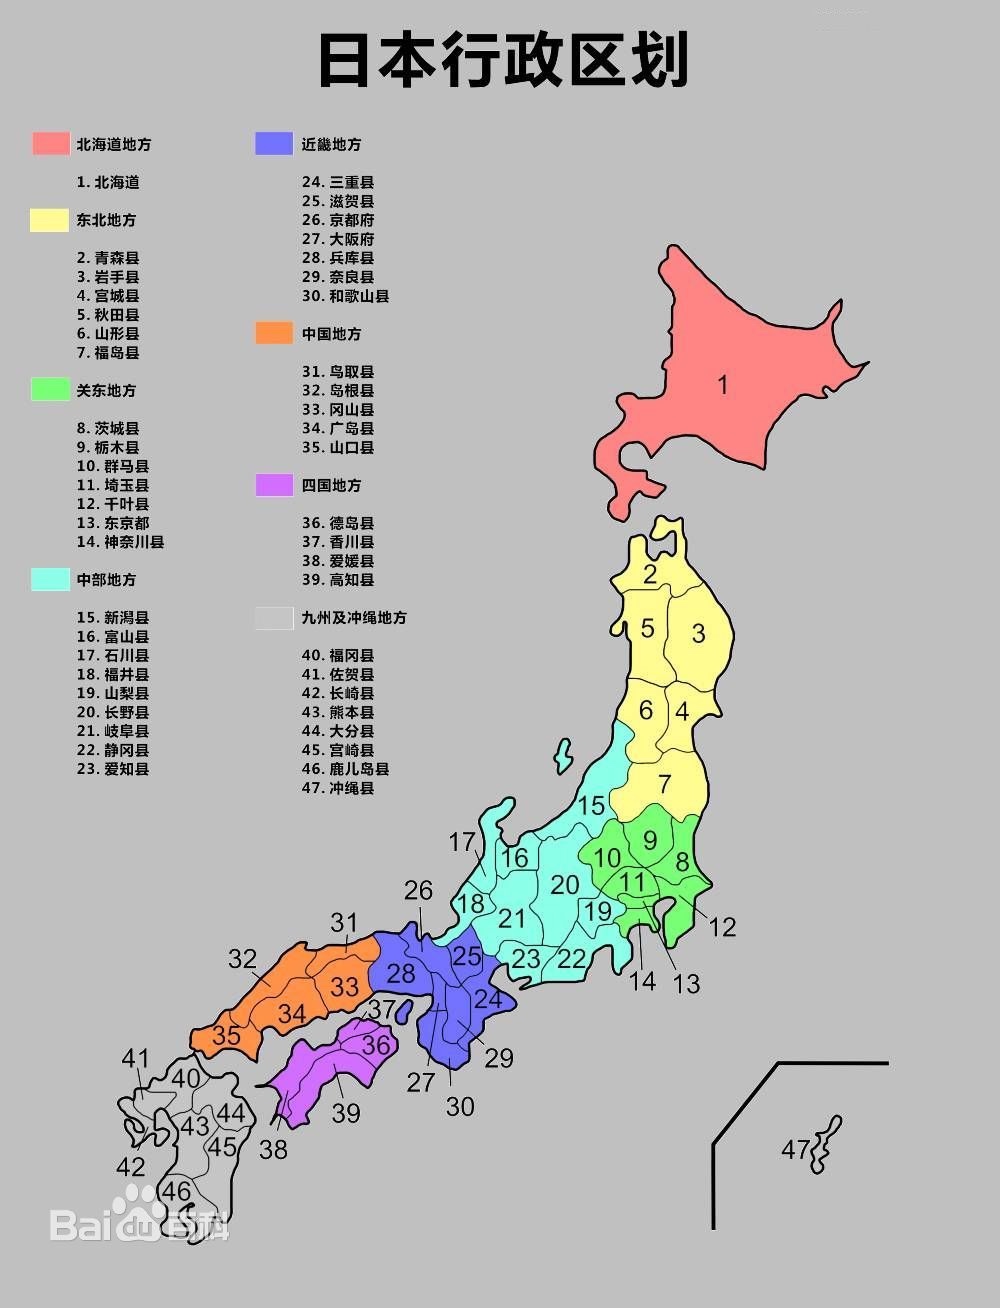 日本行政区划
北海道地方
1. 北海道
东北地方
2. 青森县
3. 岩手县
4. 宫城县
5. 秋田县
6. 山形县
7. 福岛县
关东地方
8. 茨城县
9. 栃木县
10. 群马县
11. 埼玉县
12. 千叶县
13. 东京都
14. 神奈川县
中部地方
15. 新潟县
16. 富山县
17. 石川县
18. 福井县
19. 山梨县
20. 长野县
21. 岐阜县
22. 静冈县
23. 爱知县
近畿地方
24. 三重县
25. 滋贺县
26. 京都府
27. 大阪府
28. 兵库县
29. 奈良县
30. 和歌山县
中国地方
31. 鸟取县
32. 岛根县
33. 冈山县
34. 广岛县
35. 山口县
四国地方
36. 德岛县
37. 香川县
38. 爱媛县
39. 高知县
九州及冲绳地方
40. 福冈县
41. 佐贺县
42. 长崎县
43. 熊本县
44. 大分县
45. 宫崎县
46. 鹿儿岛县
47. 冲绳县
1
2
5
3
6
4
7
15
9
17
16
10
8
11
20
26
18
19
21
12
31
32
23
22
25
28
14
13
33
24
34
37
35
36
41
29
40
27
39
30
44
43
45
38
47
42
46
Baidu百科